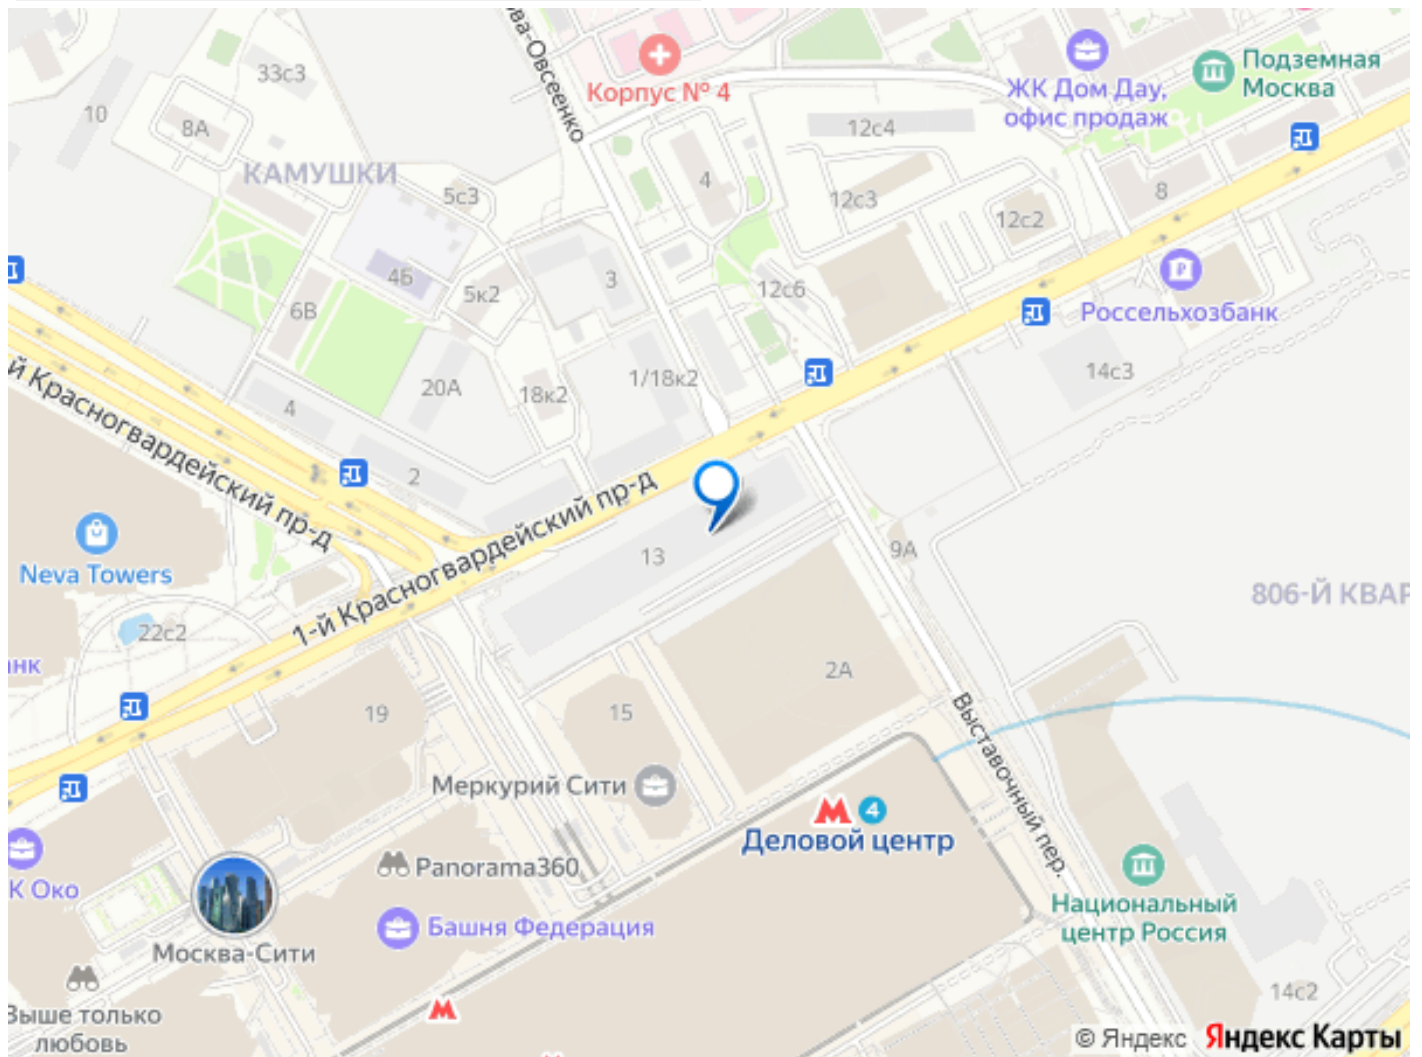 ва-Овсеенко
33с3
10
8А
КАМУШКИ
Корпус № 4
ЖК Дом Дау,
офис продаж
Подземная
Москва
12с4
4
5с3
12с3
8
12с2
4Б
5к2
3
12с6
6В
Россельхозбанк
1/18к2
14с3
20А
18к2
4
2
й Красногвардейский пр-д
1-й Красногвардейский пр-д
13
9А
Neva Towers
806-Й КВАР
22с2
нк
2А
19
15
Выставочный пер.
Меркурий Сити
4
Деловой центр
К Око
Panorama360
Башня Федерация
Москва-Сити
Национальный
центр Россия
14с2
Выше только
любовь
© Яндекс Яндекс Карты